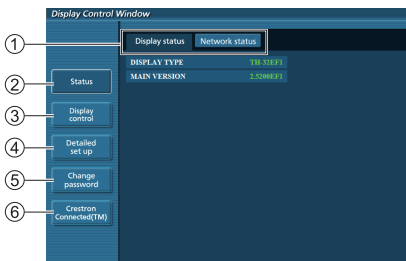 Display Control Window
1
Display status Network status
DISPLAY TYPE TH-32EF1
MAIN VERSION 2.5200EF1
2
Status
3
Display
control
4
Detailed
set up
5
Change
password
6
Crestron
Connected(TM)